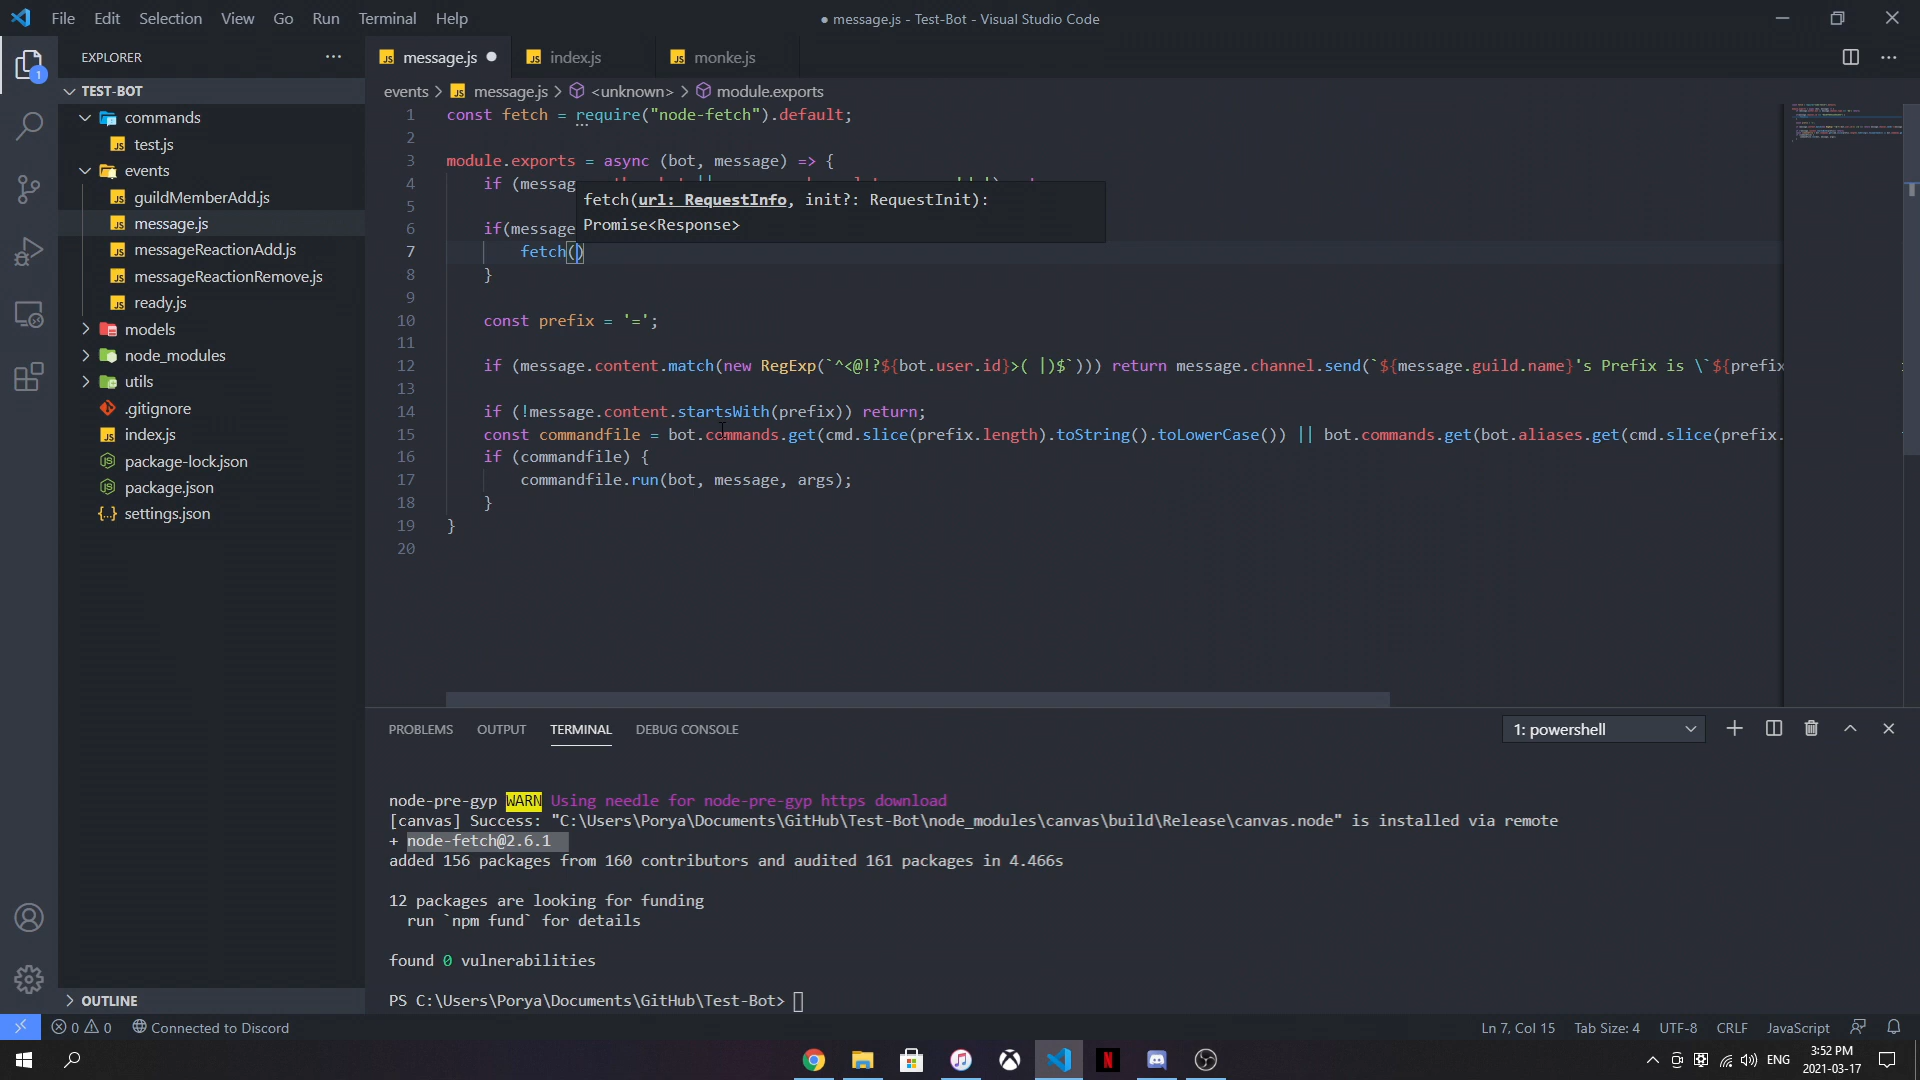 File Edit Selection View Go Run Terminal Help
● message.js - Test-Bot - Visual Studio Code
EXPLORER
message.js
index.js
monke.js
TEST-BOT
events > message.js > <unknown> > module.exports
commands
test.js
events
guildMemberAdd.js
message.js
messageReactionAdd.js
messageReactionRemove.js
ready.js
models
node_modules
utils
.gitignore
index.js
package-lock.json
package.json
settings.json
OUTLINE
1 const fetch = require("node-fetch").default;
2
3 module.exports = async (bot, message) => {
4 if (messag
fetch(url: RequestInfo, init?: RequestInit):
Promise<Response>
5
6 if(message
7 fetch()
8 }
9
10 const prefix = '=';
11
12 if (message.content.match(new RegExp(`^<@!?${bot.user.id}>( |)$`))) return message.channel.send(`${message.guild.name}'s Prefix is \`${prefix
13
14 if (!message.content.startsWith(prefix)) return;
15 const commandfile = bot.commands.get(cmd.slice(prefix.length).toString().toLowerCase()) || bot.commands.get(bot.aliases.get(cmd.slice(prefix.
16 if (commandfile) {
17 commandfile.run(bot, message, args);
18 }
19 }
20
PROBLEMS OUTPUT TERMINAL DEBUG CONSOLE
1: powershell
node-pre-gyp WARN Using needle for node-pre-gyp https download
[canvas] Success: "C:\Users\Porya\Documents\GitHub\Test-Bot\node_modules\canvas\build\Release\canvas.node" is installed via remote
+ node-fetch@2.6.1
added 156 packages from 160 contributors and audited 161 packages in 4.466s
12 packages are looking for funding
run `npm fund` for details
found 0 vulnerabilities
PS C:\Users\Porya\Documents\GitHub\Test-Bot>
0 0 Connected to Discord
Ln 7, Col 15 Tab Size: 4 UTF-8 CRLF JavaScript
ENG
3:52 PM
2021-03-17